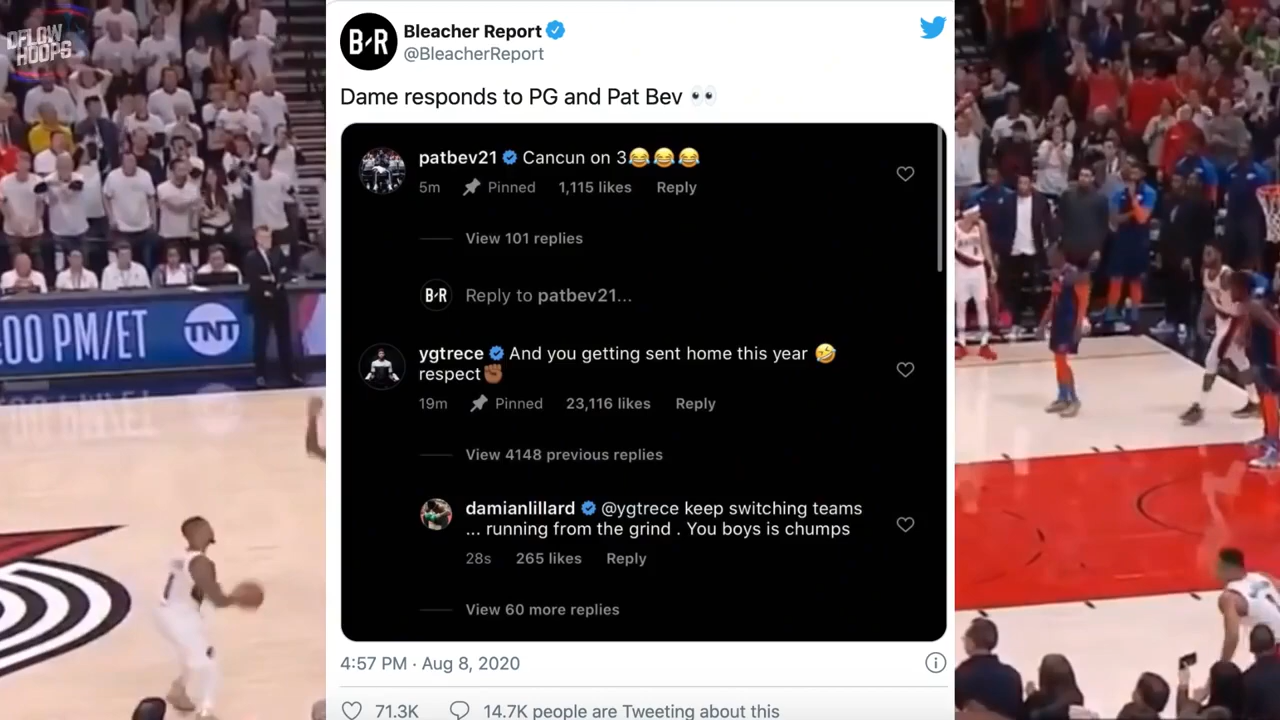 DFLOW
HOOPS
B/R
Bleacher Report
@BleacherReport
Dame responds to PG and Pat Bev 👀
patbev21 Cancun on 3😂😂😂
5m Pinned 1,115 likes Reply
View 101 replies
B/R Reply to patbev21...
ygtrece And you getting sent home this year 🤣
respect✊🏾
19m Pinned 23,116 likes Reply
View 4148 previous replies
damianlillard @ygtrece keep switching teams
... running from the grind . You boys is chumps
28s 265 likes Reply
View 60 more replies
4:57 PM · Aug 8, 2020
71.3K 14.7K people are Tweeting about this
:00 PM/ET TNT